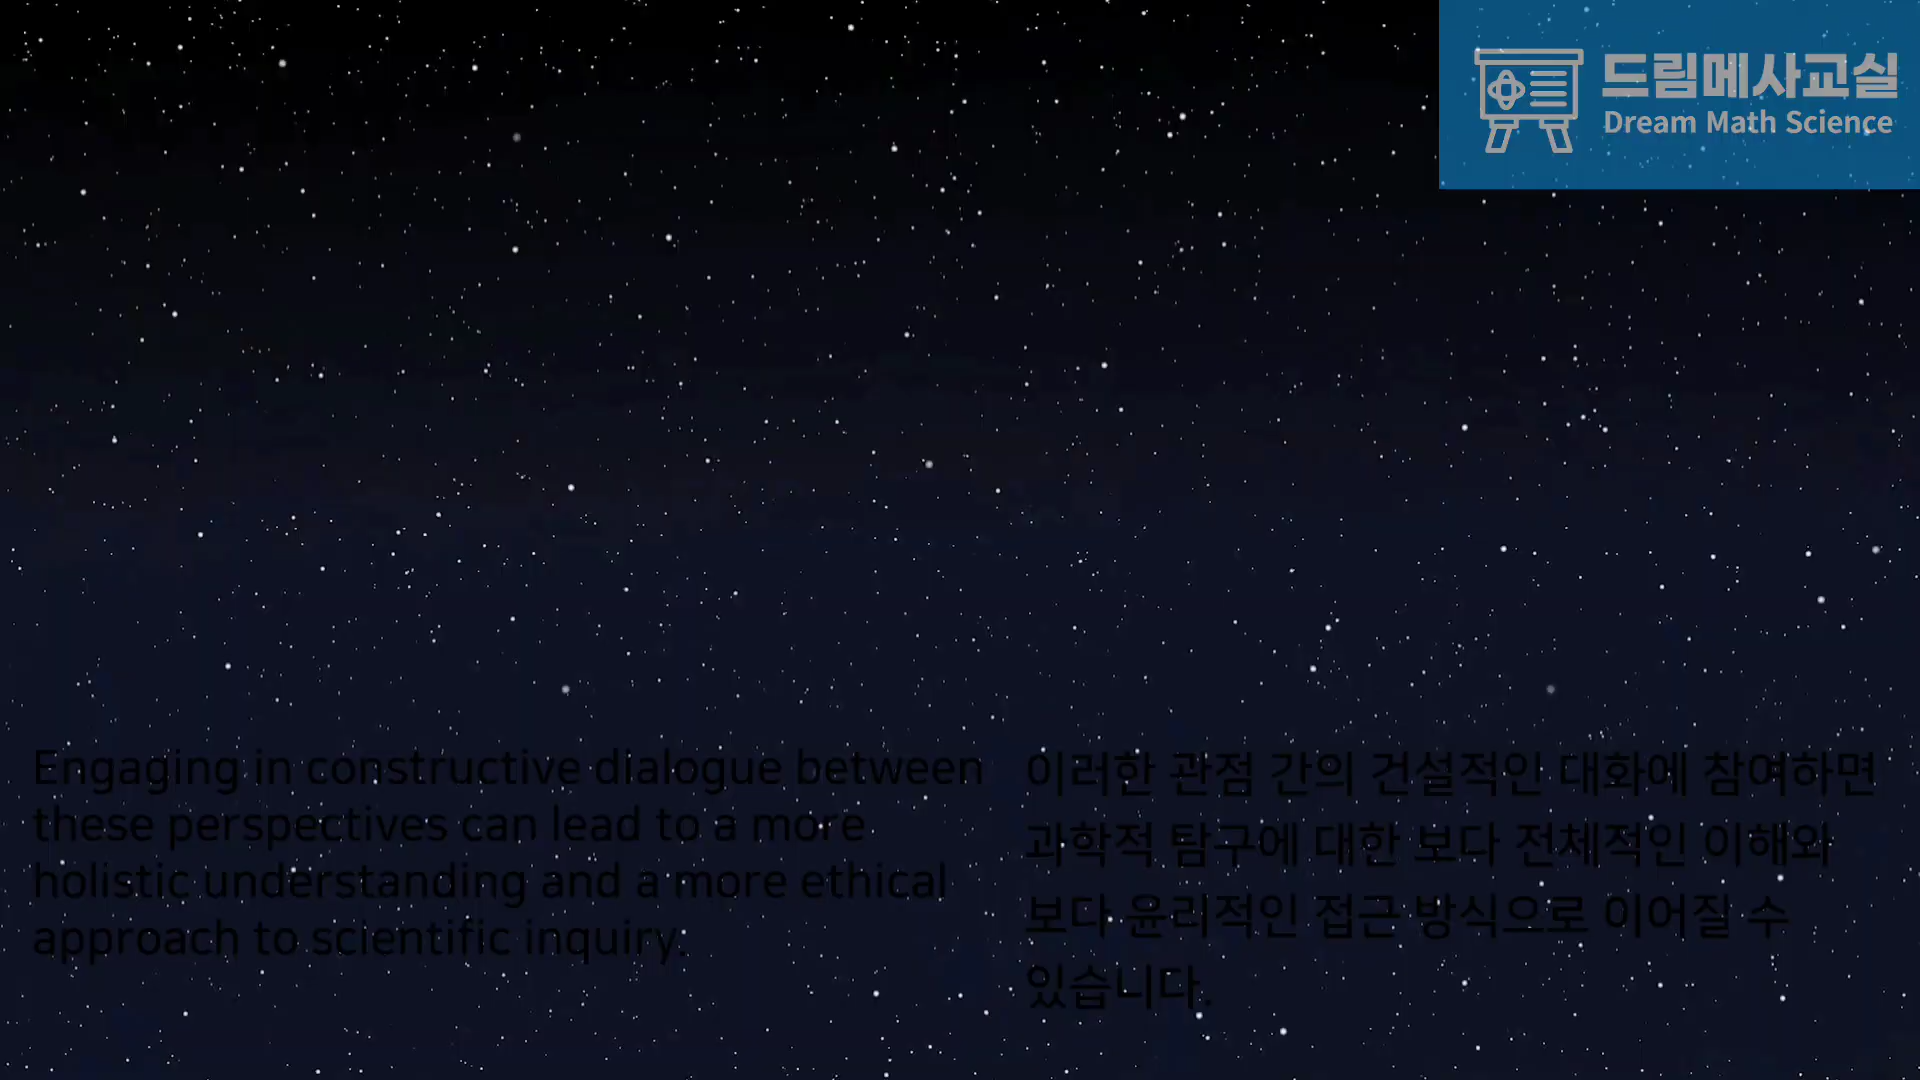 드림메사교실
Dream Math Science
Engaging in constructive dialogue between
these perspectives can lead to a more
holistic understanding and a more ethical
approach to scientific inquiry.
이러한 관점 간의 건설적인 대화에 참여하면
과학적 탐구에 대한 보다 전체적인 이해와
보다 윤리적인 접근 방식으로 이어질 수
있습니다.